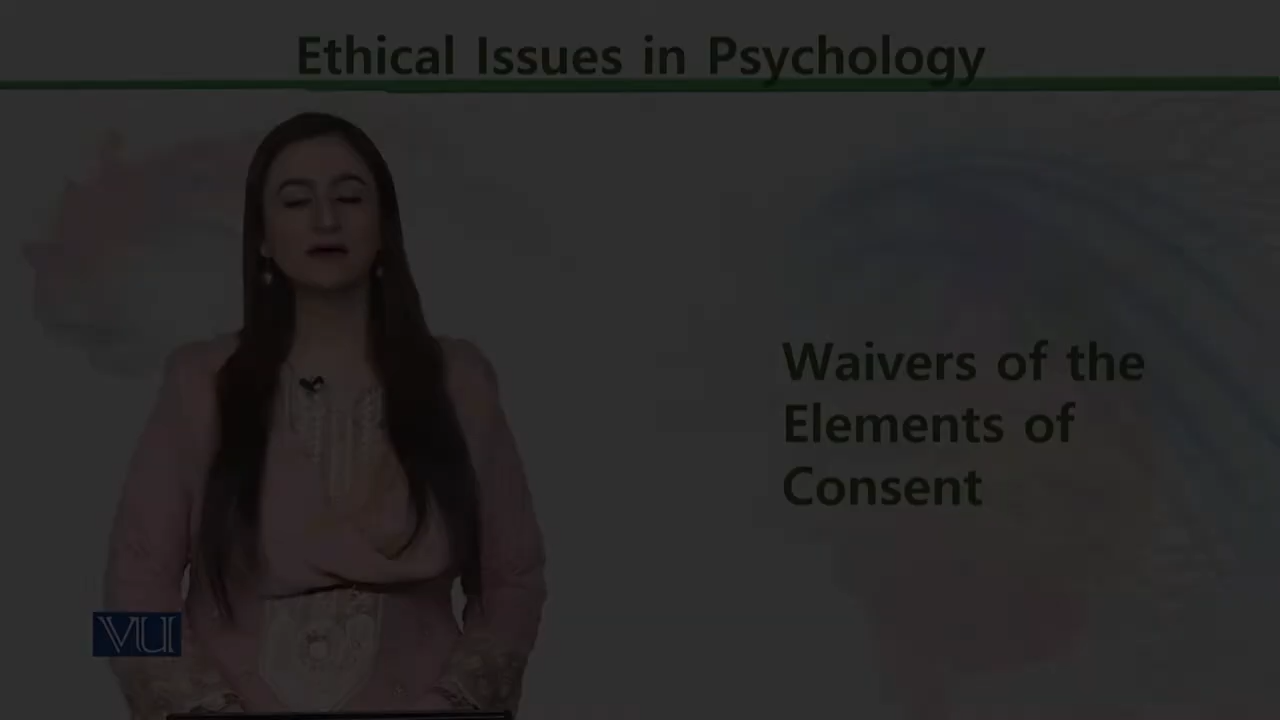 Ethical Issues in Psychology
Waivers of the
Elements of
Consent
VU